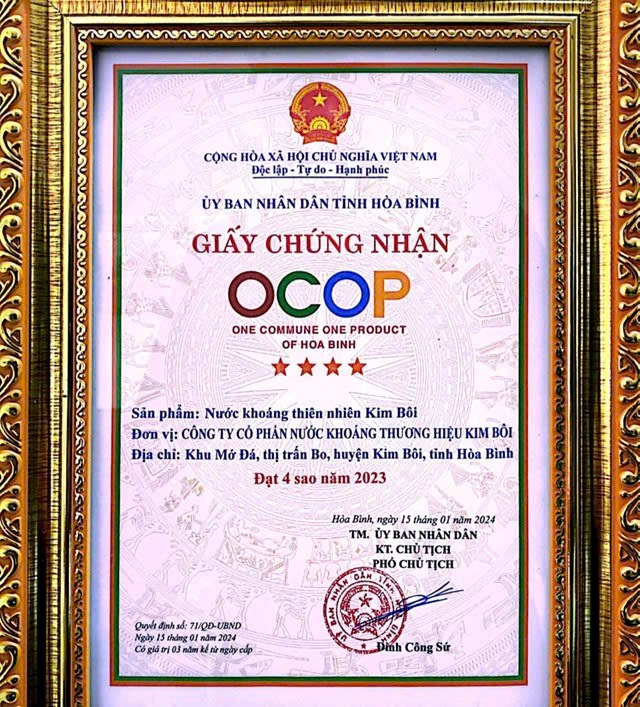 CỘNG HÒA XÃ HỘI CHỦ NGHĨA VIỆT NAM
Độc lập - Tự do - Hạnh phúc
ỦY BAN NHÂN DÂN TỈNH HÒA BÌNH
GIẤY CHỨNG NHẬN
OCOP
ONE COMMUNE ONE PRODUCT
OF HOA BINH
Sản phẩm: Nước khoáng thiên nhiên Kim Bôi
Đơn vị: CÔNG TY CỔ PHẦN NƯỚC KHOÁNG THƯƠNG HIỆU KIM BÔI
Địa chỉ: Khu Mớ Đá, thị trấn Bo, huyện Kim Bôi, tỉnh Hòa Bình
Đạt 4 sao năm 2023
Hòa Bình, ngày 15 tháng 01 năm 2024
TM. ỦY BAN NHÂN DÂN
KT. CHỦ TỊCH
PHÓ CHỦ TỊCH
Quyết định số: 71/QĐ-UBND
Ngày 15 tháng 01 năm 2024
Có giá trị 03 năm kể từ ngày cấp
Đinh Công Sứ